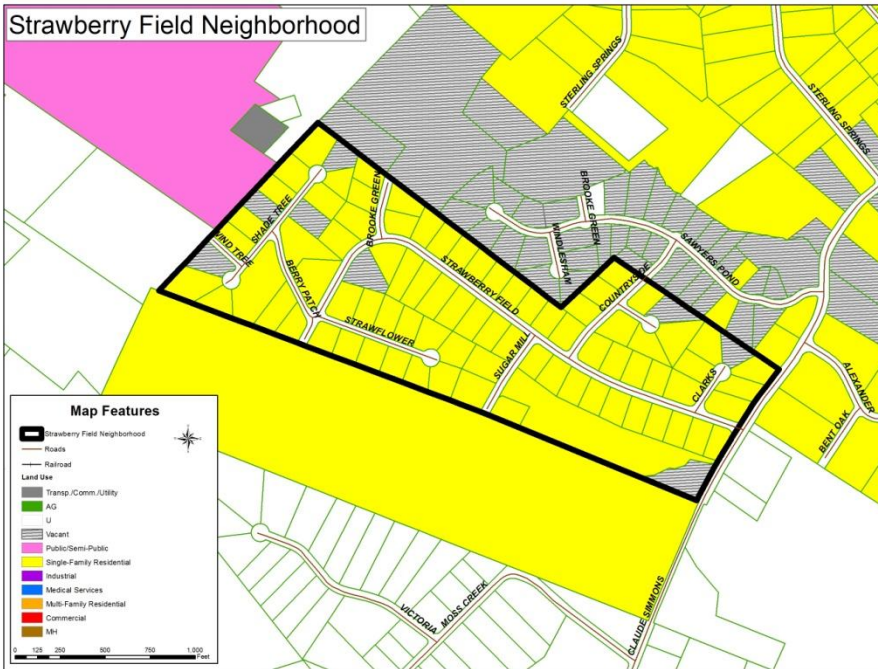 Strawberry Field Neighborhood
STERLING SPRINGS
STERLING SPRINGS
BROOKE GREEN
SHADE TREE
WIND TREE
BROOKE GREEN
WINDLESHAM
SAWYERS POND
COUNTRYSIDE
BERRY PATCH
STRAWBERRY FIELD
STRAWFLOWER
SUGAR MILL
CLARKS
ALEXANDER
BENT OAK
VICTORIA
MOSS CREEK
CLAUDE SIMMONS
Map Features
Strawberry Field Neighborhood
Roads
Railroad
Land Use
Transp./Comm./Utility
AG
U
Vacant
Public/Semi-Public
Single-Family Residential
Industrial
Medical Services
Multi-Family Residential
Commercial
MH
0 125 250 500 750 1,000
Feet